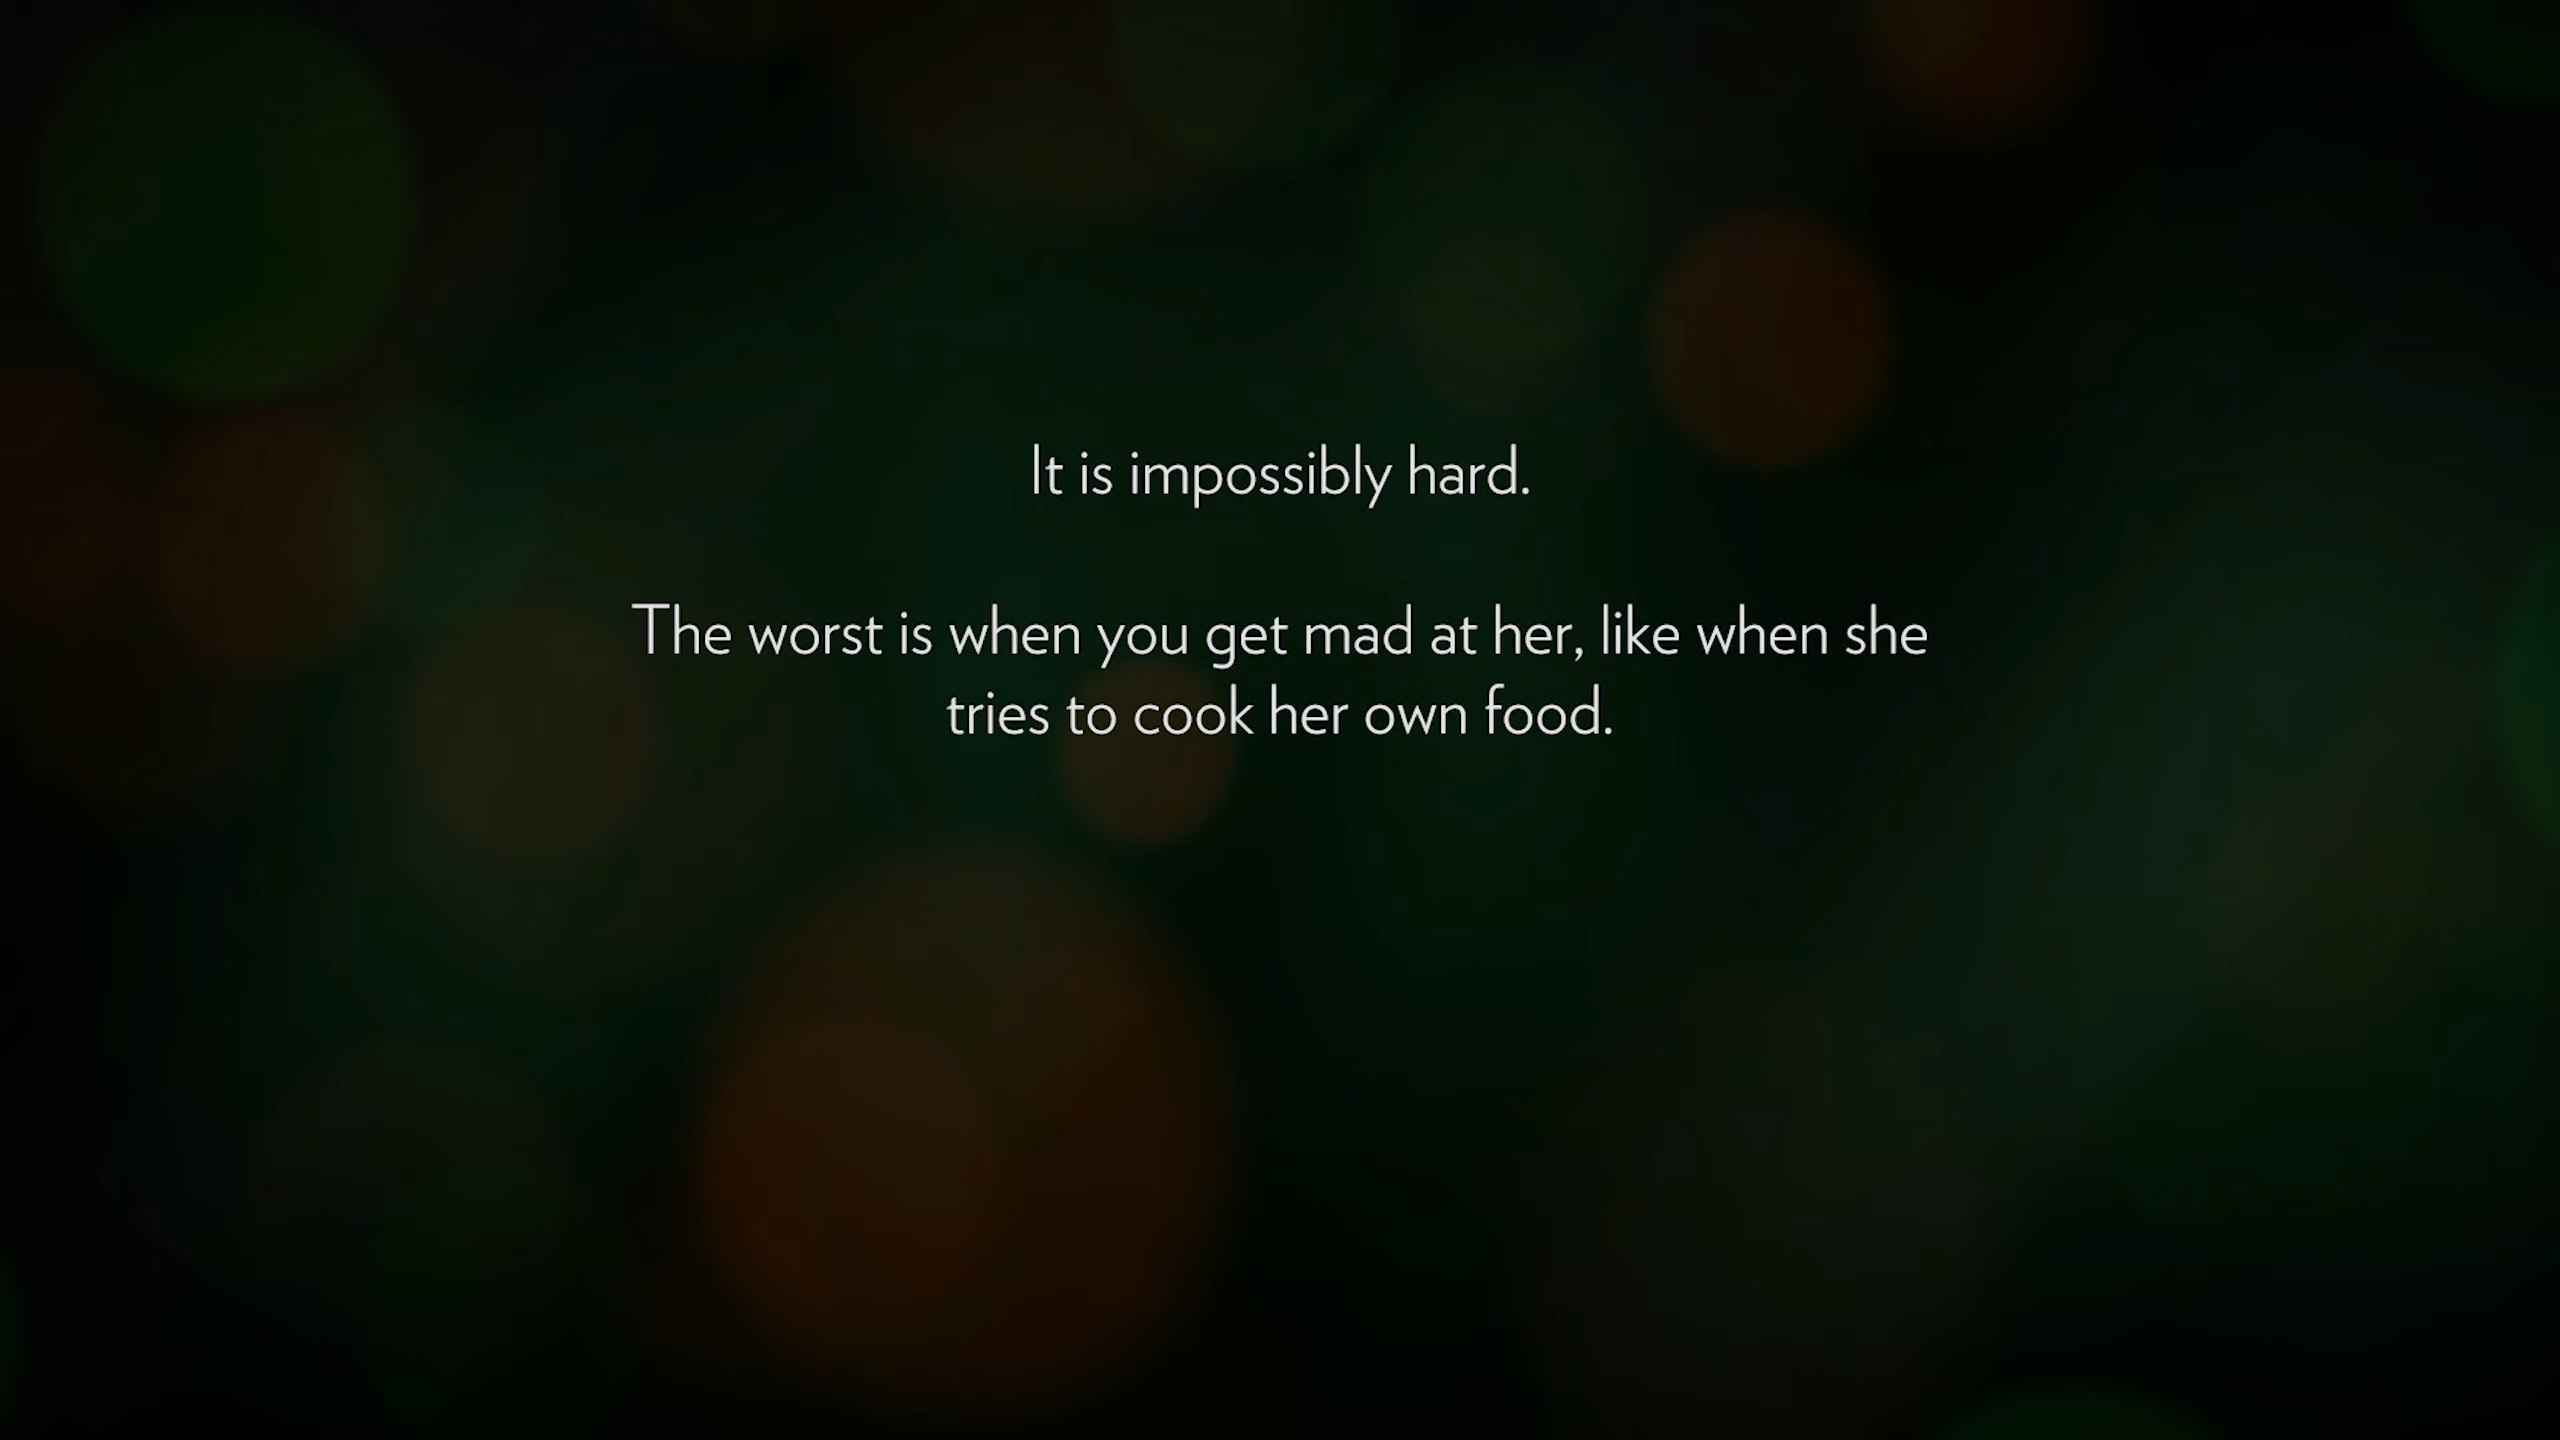 It is impossibly hard.
The worst is when you get mad at her, like when she
tries to cook her own food.